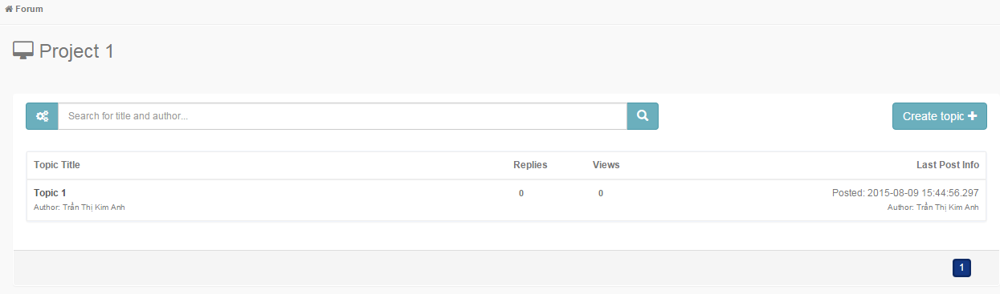 Forum
Project 1
Search for title and author...
Create topic
Topic Title Replies Views Last Post Info
Topic 1 0 0 Posted: 2015-08-09 15:44:56.297
Author: Trần Thị Kim Anh Author: Trần Thị Kim Anh
1